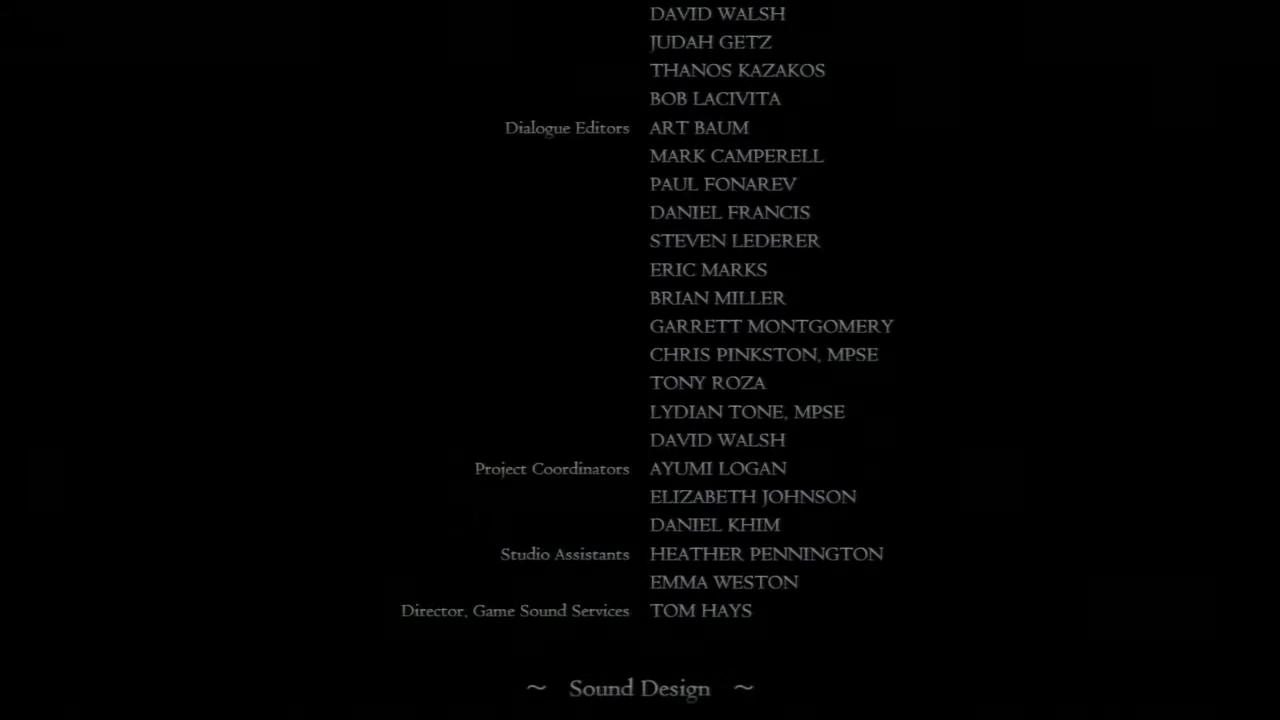 DAVID WALSH
JUDAH GETZ
THANOS KAZAKOS
BOB LACIVITA
Dialogue Editors ART BAUM
MARK CAMPERELL
PAUL FONAREV
DANIEL FRANCIS
STEVEN LEDERER
ERIC MARKS
BRIAN MILLER
GARRETT MONTGOMERY
CHRIS PINKSTON, MPSE
TONY ROZA
LYDIAN TONE, MPSE
DAVID WALSH
Project Coordinators AYUMI LOGAN
ELIZABETH JOHNSON
DANIEL KHIM
Studio Assistants HEATHER PENNINGTON
EMMA WESTON
Director, Game Sound Services TOM HAYS
~ Sound Design ~